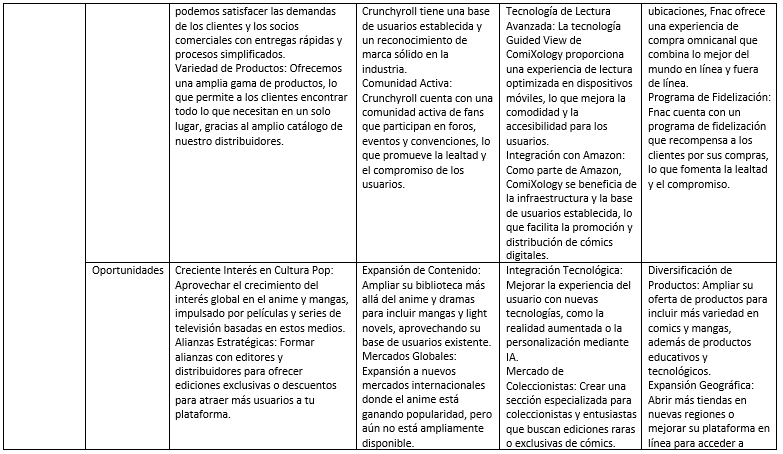 podemos satisfacer las demandas
de los clientes y los socios
comerciales con entregas rápidas y
procesos simplificados.
Variedad de Productos: Ofrecemos
una amplia gama de productos, lo
que permite a los clientes encontrar
todo lo que necesitan en un solo
lugar, gracias al amplio catálogo de
nuestro distribuidores.
Crunchyroll tiene una base
de usuarios establecida y
un reconocimiento de
marca sólido en la
industria.
Comunidad Activa:
Crunchyroll cuenta con una
comunidad activa de fans
que participan en foros,
eventos y convenciones, lo
que promueve la lealtad y
el compromiso de los
usuarios.
Tecnología de Lectura
Avanzada: La tecnología
Guided View de
ComiXology proporciona
una experiencia de lectura
optimizada en dispositivos
móviles, lo que mejora la
comodidad y la
accesibilidad para los
usuarios.
Integración con Amazon:
Como parte de Amazon,
ComiXology se beneficia de
la infraestructura y la base
de usuarios establecida, lo
que facilita la promoción y
distribución de cómics
digitales.
ubicaciones, Fnac ofrece
una experiencia de
compra omnicanal que
combina lo mejor del
mundo en línea y fuera
de línea.
Programa de Fidelización:
Fnac cuenta con un
programa de fidelización
que recompensa a los
clientes por sus compras,
lo que fomenta la lealtad
y el compromiso.
Oportunidades
Creciente Interés en Cultura Pop:
Aprovechar el crecimiento del
interés global en el anime y mangas,
impulsado por películas y series de
televisión basadas en estos medios.
Alianzas Estratégicas: Formar
alianzas con editores y
distribuidores para ofrecer
ediciones exclusivas o descuentos
para atraer más usuarios a tu
plataforma.
Expansión de Contenido:
Ampliar su biblioteca más
allá del anime y dramas
para incluir mangas y light
novels, aprovechando su
base de usuarios existente.
Mercados Globales:
Expansión a nuevos
mercados internacionales
donde el anime está
ganando popularidad, pero
aún no está ampliamente
disponible.
Integración Tecnológica:
Mejorar la experiencia del
usuario con nuevas
tecnologías, como la
realidad aumentada o la
personalización mediante
IA.
Mercado de
Coleccionistas: Crear una
sección especializada para
coleccionistas y entusiastas
que buscan ediciones raras
o exclusivas de cómics.
Diversificación de
Productos: Ampliar su
oferta de productos para
incluir más variedad en
comics y mangas,
además de productos
educativos y
tecnológicos.
Expansión Geográfica:
Abrir más tiendas en
nuevas regiones o
mejorar su plataforma en
línea para acceder a